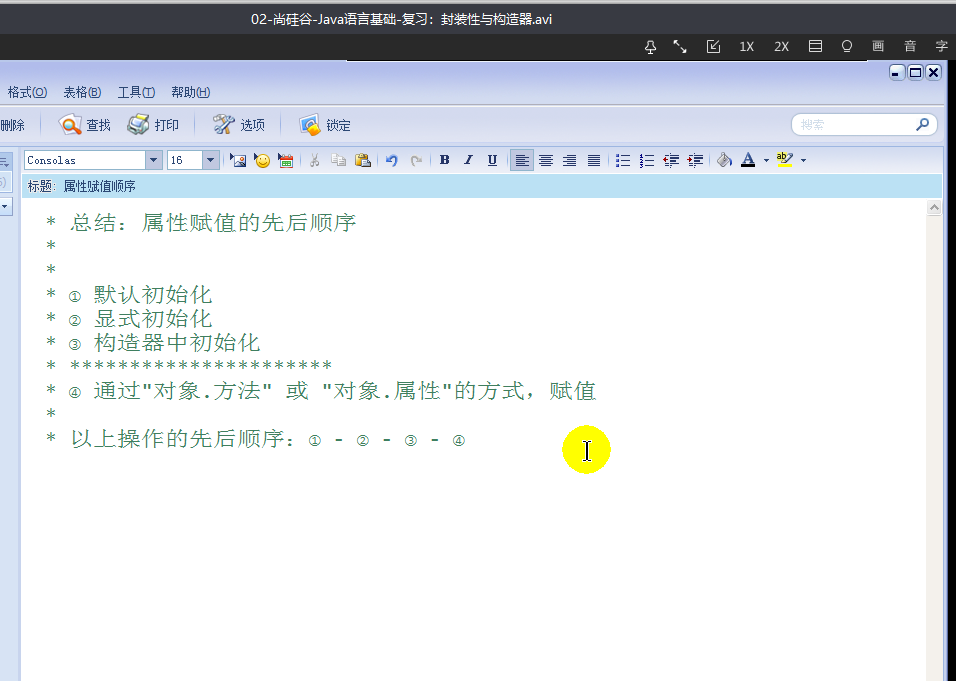 02-尚硅谷-Java语言基础-复习：封装性与构造器.avi
1X 2X 画 音 字
格式(O) 表格(B) 工具(T) 帮助(H)
删除 查找 打印 选项 锁定 搜索
Consolas 16 B I U A ab
标题: 属性赋值顺序
* 总结：属性赋值的先后顺序
*
*
* ① 默认初始化
* ② 显式初始化
* ③ 构造器中初始化
* **********************
* ④ 通过"对象.方法" 或 "对象.属性"的方式，赋值
*
* 以上操作的先后顺序：① - ② - ③ - ④